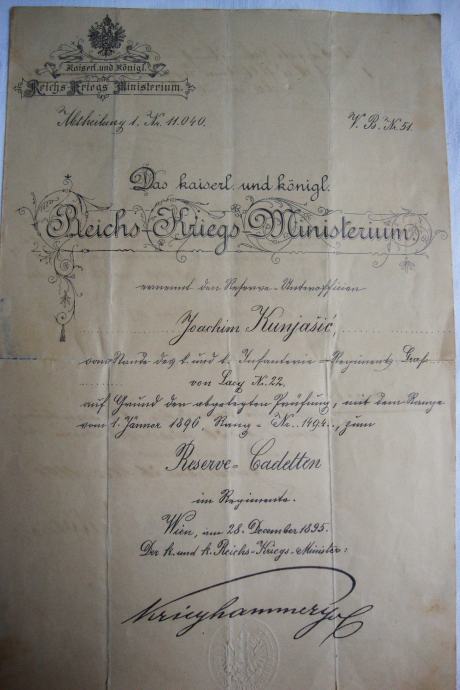 Kaiserl. und Königl.
Reichs Kriegs Ministerium.
Abtheilung 1. Nr. 11.040.
V. B. Nr. 51.
Das kaiserl. und königl.
Reichs-Kriegs-Ministerium.
ernennt den Reserve-Unterofficier
Joachim Kunjašić,
vom Stande des k. und k. Infanterie-Regiments Graf
von Lacy Nr. 22.
auf Grund der abgelegten Prüfung, mit dem Range
vom 1. Jänner 1896, Rang-Nr. 1494., zum
Reserve-Cadetten
im Regimente.
Wien, am 28. December 1895.
Der k. und k. Reichs-Kriegs-Minister:
Krieghammer